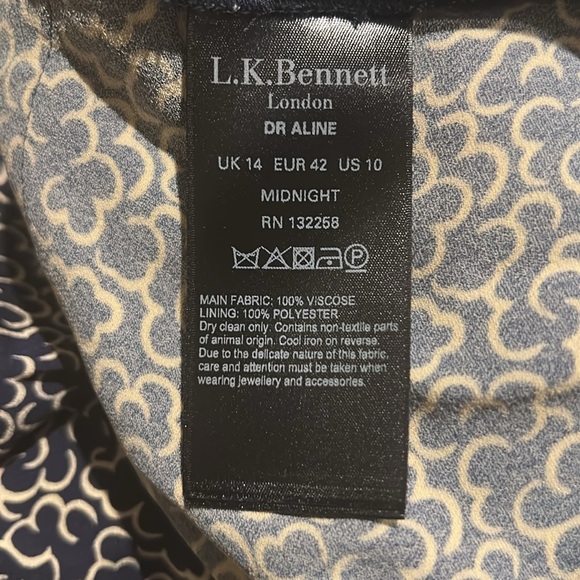 L.K.Bennett
London
DR ALINE
UK 14 EUR 42 US 10
MIDNIGHT
RN 132258
P
MAIN FABRIC: 100% VISCOSE
LINING: 100% POLYESTER
Dry clean only. Contains non-textile parts
of animal origin. Cool iron on reverse.
Due to the delicate nature of this fabric,
care and attention must be taken when
wearing jewellery and accessories.